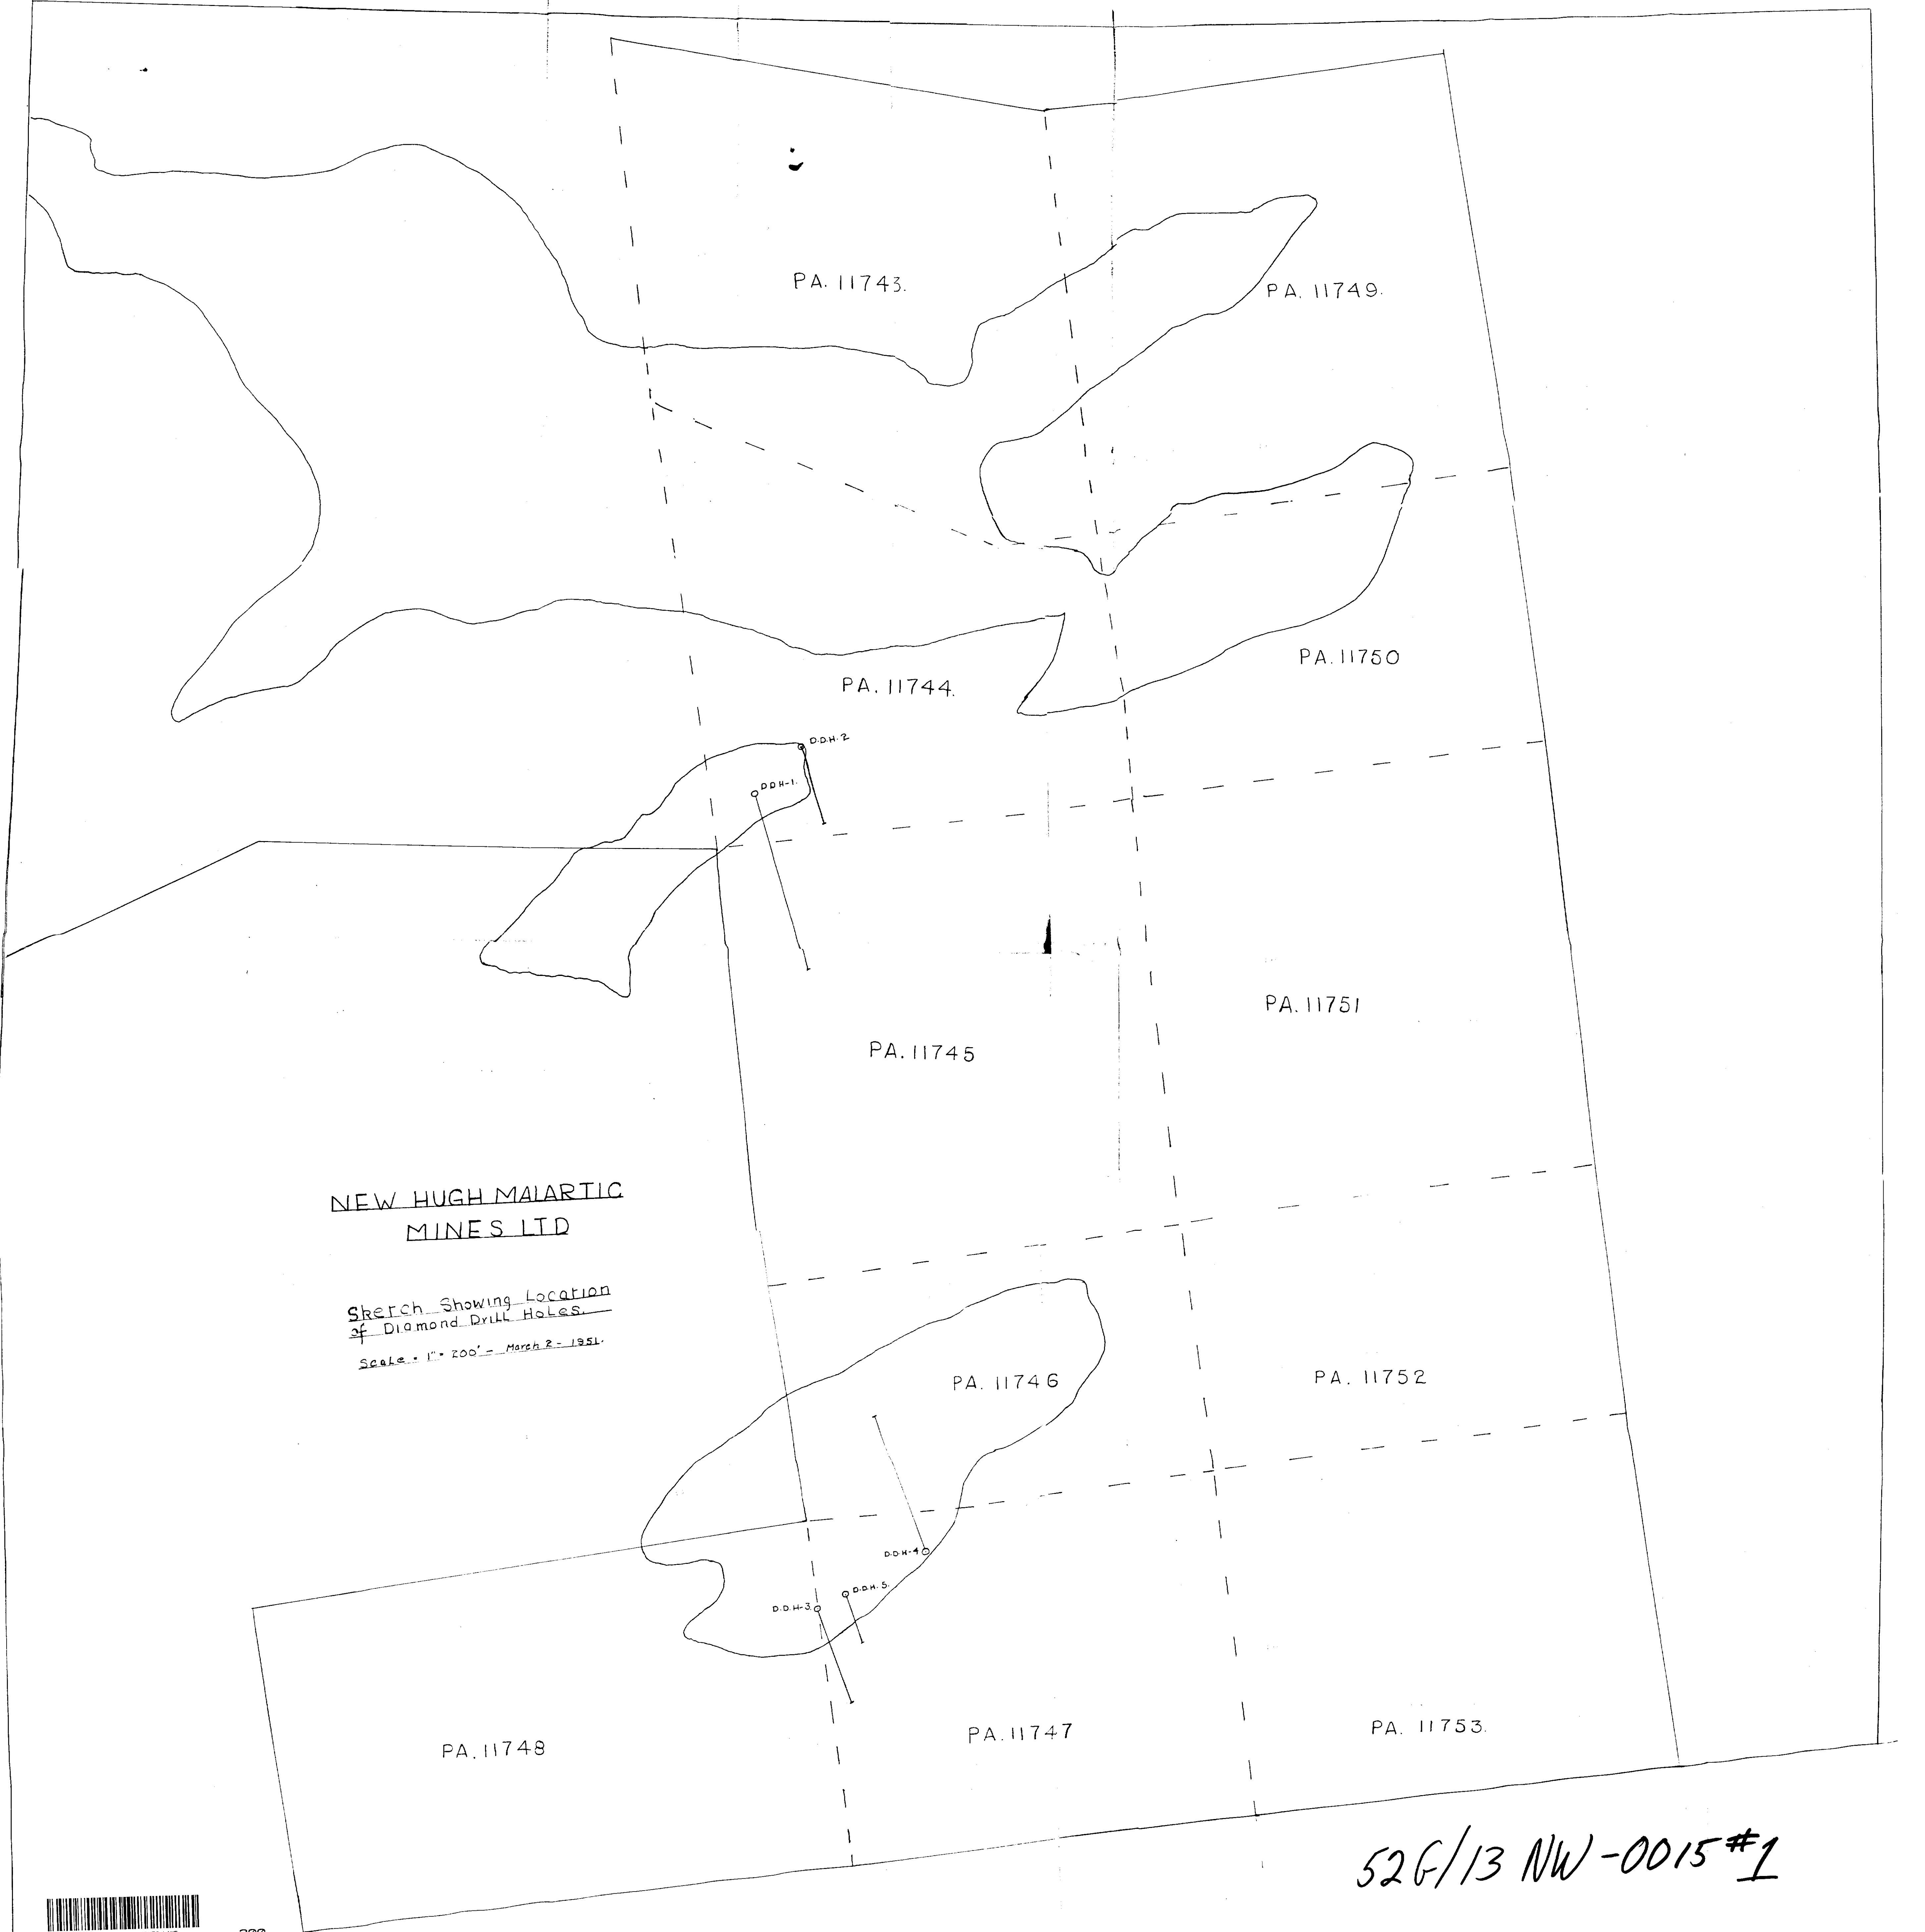 PA. 11743.
PA. 11749.
PA. 11750
PA. 11744.
D.D.H. 2
D.D.H-1.
PA. 11751
PA. 11745
NEW HUGH MALARTIC
MINES LTD
Sketch Showing Location
of Diamond Drill Holes.
Scale - 1" = 200' - March 2 - 1951.
PA. 11746
PA. 11752
D.D.H-4
D.D.H. 5.
D.D.H-3.
PA. 11748
PA. 11747
PA. 11753.
52G/13 NW-0015 #1